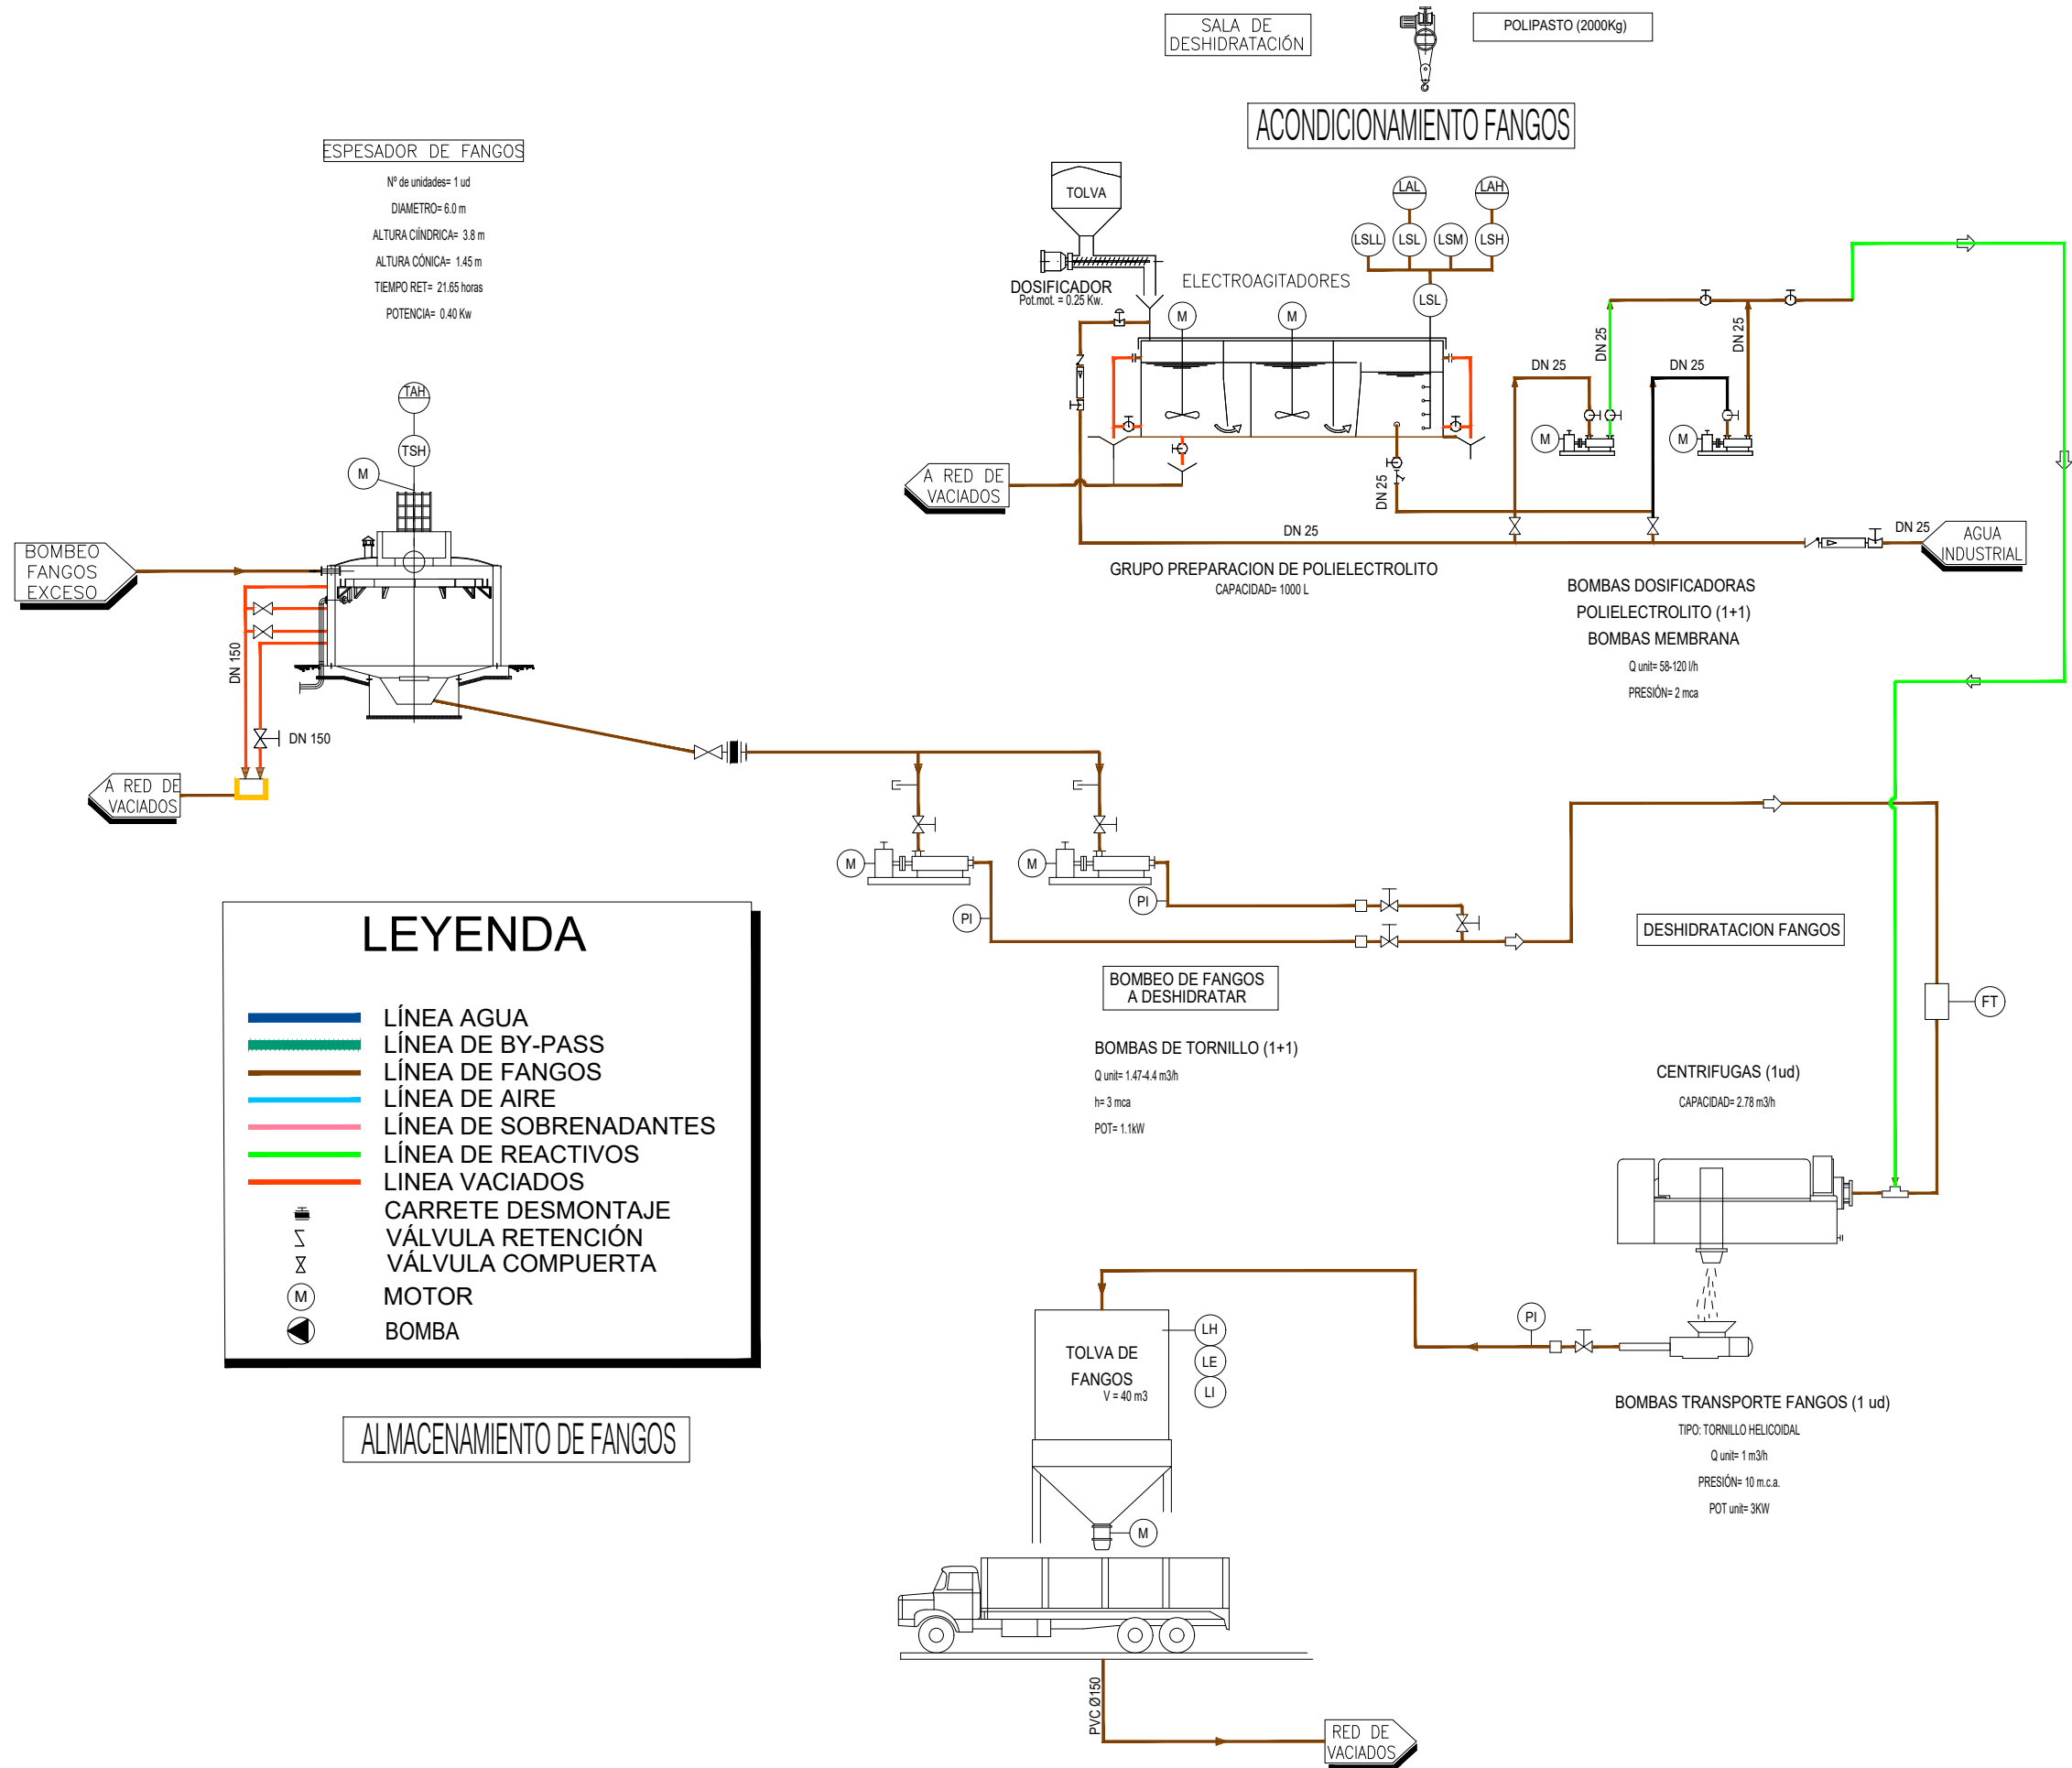 SALA DE
DESHIDRATACIÓN
POLIPASTO (2000Kg)
ACONDICIONAMIENTO FANGOS
ESPESADOR DE FANGOS
Nº de unidades= 1 ud
DIAMETRO= 6.0 m
ALTURA CIÍNDRICA= 3.8 m
ALTURA CÓNICA= 1.45 m
TIEMPO RET= 21.65 horas
POTENCIA= 0.40 Kw
TAH
TSH
M
BOMBEO
FANGOS
EXCESO
DN 150
DN 150
A RED DE
VACIADOS
TOLVA
DOSIFICADOR
Pot.mot. = 0.25 Kw.
ELECTROAGITADORES
M
M
LAL
LAH
LSLL
LSL
LSM
LSH
LSL
A RED DE
VACIADOS
DN 25
DN 25
DN 25
DN 25
DN 25
DN 25
M
M
DN 25
AGUA
INDUSTRIAL
GRUPO PREPARACION DE POLIELECTROLITO
CAPACIDAD= 1000 L
BOMBAS DOSIFICADORAS
POLIELECTROLITO (1+1)
BOMBAS MEMBRANA
Q unit= 58-120 l/h
PRESIÓN= 2 mca
M
M
PI
PI
BOMBEO DE FANGOS
A DESHIDRATAR
BOMBAS DE TORNILLO (1+1)
Q unit= 1.47-4.4 m3/h
h= 3 mca
POT= 1.1kW
DESHIDRATACION FANGOS
FT
CENTRIFUGAS (1ud)
CAPACIDAD= 2.78 m3/h
LEYENDA
LÍNEA AGUA
LÍNEA DE BY-PASS
LÍNEA DE FANGOS
LÍNEA DE AIRE
LÍNEA DE SOBRENADANTES
LÍNEA DE REACTIVOS
LINEA VACIADOS
CARRETE DESMONTAJE
VÁLVULA RETENCIÓN
VÁLVULA COMPUERTA
M MOTOR
BOMBA
ALMACENAMIENTO DE FANGOS
TOLVA DE
FANGOS
V = 40 m3
LH
LE
LI
M
PI
BOMBAS TRANSPORTE FANGOS (1 ud)
TIPO: TORNILLO HELICOIDAL
Q unit= 1 m3/h
PRESIÓN= 10 m.c.a.
POT unit= 3KW
PVC Ø150
RED DE
VACIADOS